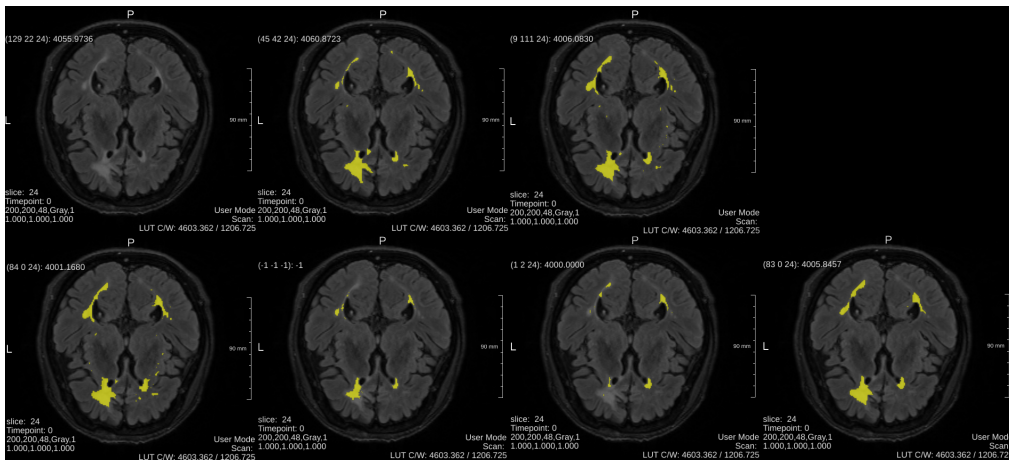 P
(129 22 24): 4055.9736
L
90 mm
slice: 24
Timepoint: 0
200,200,48,Gray,1
1.000,1.000,1.000
User Mode
Scan:
LUT C/W: 4603.362 / 1206.725
P
(45 42 24): 4060.8723
L
90 mm
slice: 24
Timepoint: 0
200,200,48,Gray,1
1.000,1.000,1.000
User Mode
Scan:
LUT C/W: 4603.362 / 1206.725
P
(9 111 24): 4006.0830
L
90 mm
slice: 24
Timepoint: 0
200,200,48,Gray,1
1.000,1.000,1.000
User Mode
Scan:
LUT C/W: 4603.362 / 1206.725
P
(84 0 24): 4001.1680
L
90 mm
slice: 24
Timepoint: 0
200,200,48,Gray,1
1.000,1.000,1.000
User Mode
Scan:
LUT C/W: 4603.362 / 1206.725
P
(-1 -1 -1): -1
L
90 mm
slice: 24
Timepoint: 0
200,200,48,Gray,1
1.000,1.000,1.000
User Mode
Scan:
LUT C/W: 4603.362 / 1206.725
P
(1 2 24): 4000.0000
L
90 mm
slice: 24
Timepoint: 0
200,200,48,Gray,1
1.000,1.000,1.000
User Mode
Scan:
LUT C/W: 4603.362 / 1206.725
P
(83 0 24): 4005.8457
L
90 mm
slice: 24
Timepoint: 0
200,200,48,Gray,1
1.000,1.000,1.000
User Mode
Scan:
LUT C/W: 4603.362 / 1206.72